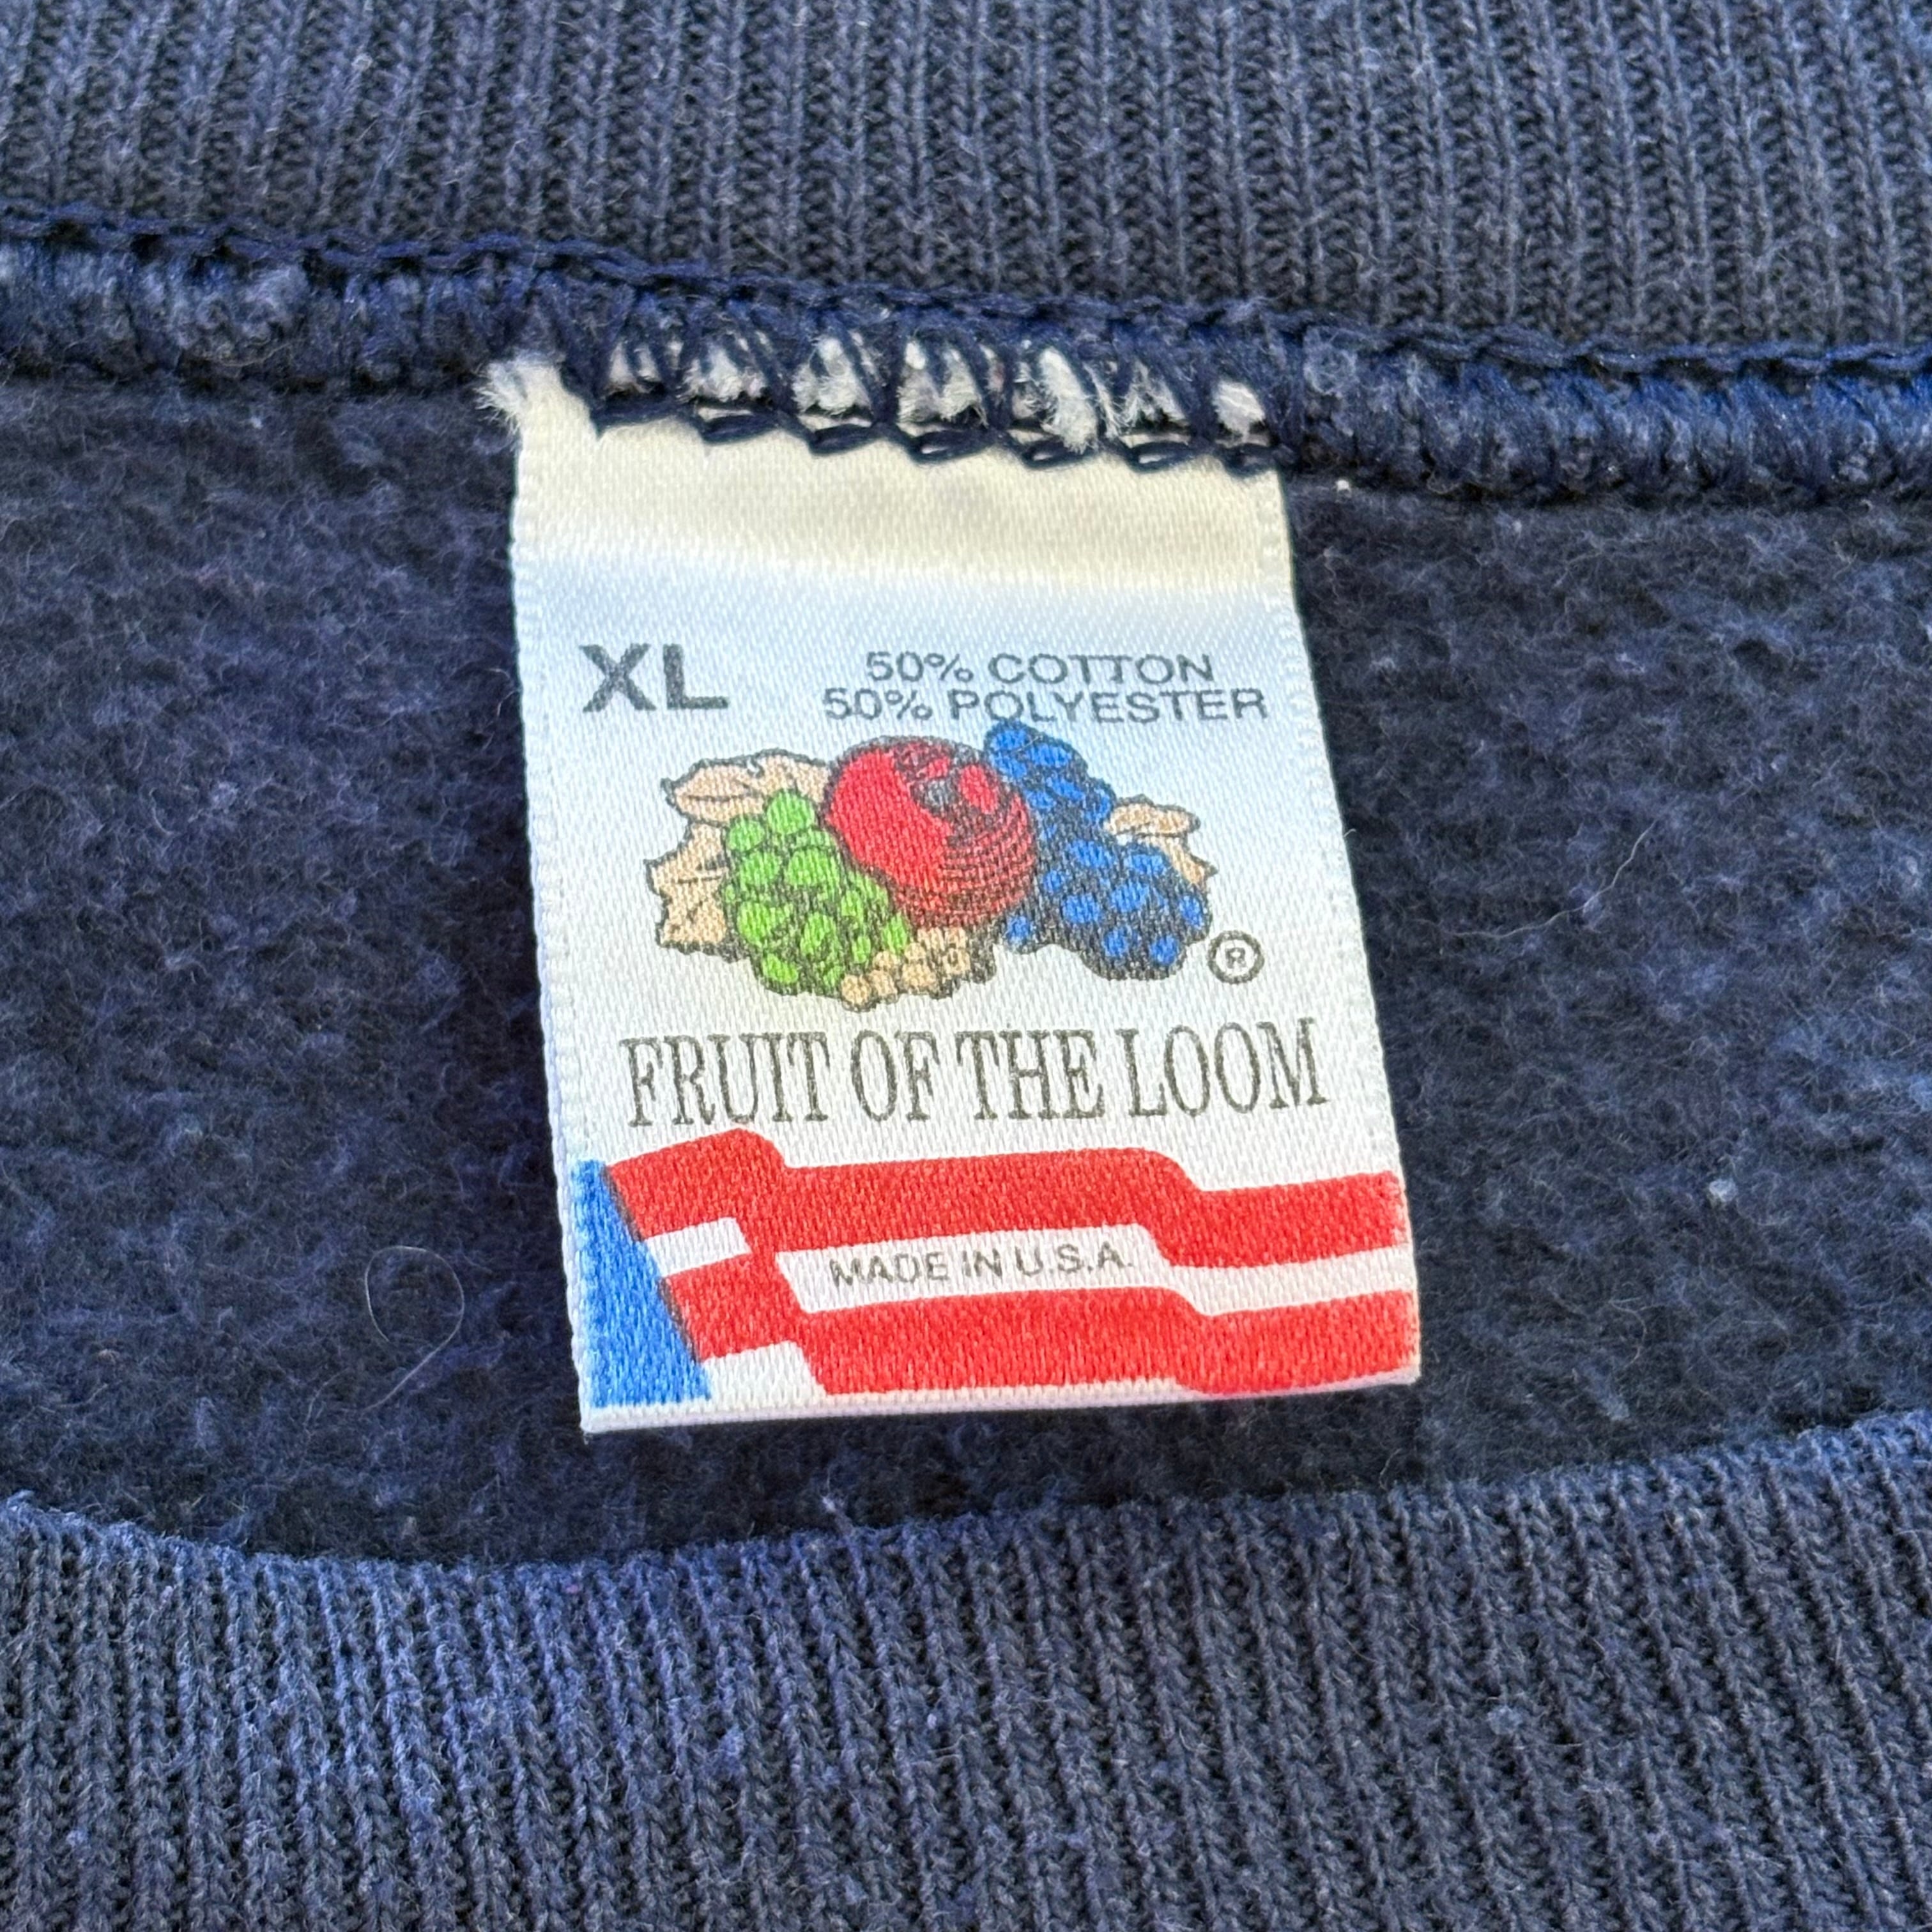 XL
50% COTTON
50% POLYESTER
®
FRUIT OF THE LOOM
MADE IN U.S.A.